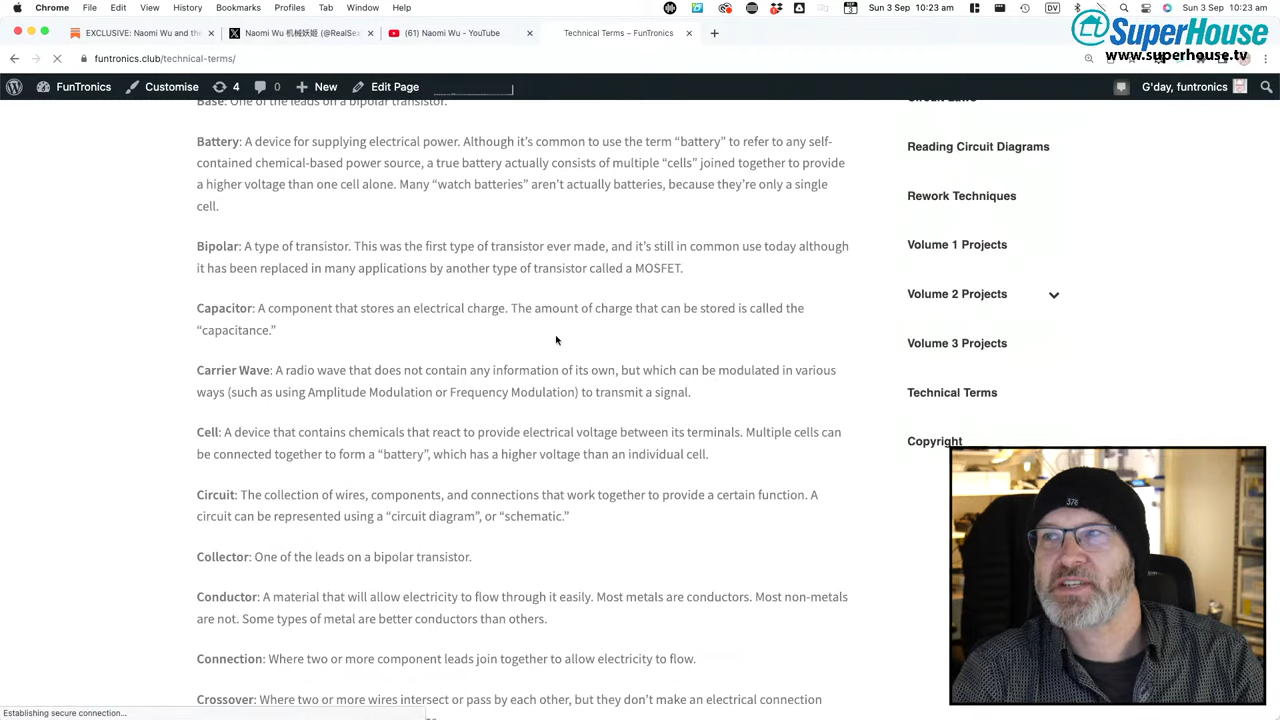 Chrome File Edit View History Bookmarks Profiles Tab Window Help
SEP
3
Sun 3 Sep 10:23 am
DV
Sun 3 Sep 10:23 am
EXCLUSIVE: Naomi Wu and the
Naomi Wu 机械妖姬 (@RealSex
(61) Naomi Wu - YouTube
Technical Terms – FunTronics
SuperHouse
www.superhouse.tv
funtronics.club/technical-terms/
FunTronics Customise 4 0 New Edit Page G'day, funtronics
Base: One of the leads on a bipolar transistor.
Battery: A device for supplying electrical power. Although it's common to use the term “battery” to refer to any self-
contained chemical-based power source, a true battery actually consists of multiple “cells” joined together to provide
a higher voltage than one cell alone. Many “watch batteries” aren’t actually batteries, because they’re only a single
cell.
Bipolar: A type of transistor. This was the first type of transistor ever made, and it’s still in common use today although
it has been replaced in many applications by another type of transistor called a MOSFET.
Capacitor: A component that stores an electrical charge. The amount of charge that can be stored is called the
“capacitance.”
Carrier Wave: A radio wave that does not contain any information of its own, but which can be modulated in various
ways (such as using Amplitude Modulation or Frequency Modulation) to transmit a signal.
Cell: A device that contains chemicals that react to provide electrical voltage between its terminals. Multiple cells can
be connected together to form a “battery”, which has a higher voltage than an individual cell.
Circuit: The collection of wires, components, and connections that work together to provide a certain function. A
circuit can be represented using a “circuit diagram”, or “schematic.”
Collector: One of the leads on a bipolar transistor.
Conductor: A material that will allow electricity to flow through it easily. Most metals are conductors. Most non-metals
are not. Some types of metal are better conductors than others.
Connection: Where two or more component leads join together to allow electricity to flow.
Crossover: Where two or more wires intersect or pass by each other, but they don’t make an electrical connection
Circuit Laws
Reading Circuit Diagrams
Rework Techniques
Volume 1 Projects
Volume 2 Projects
Volume 3 Projects
Technical Terms
Copyright
376
Establishing secure connection...